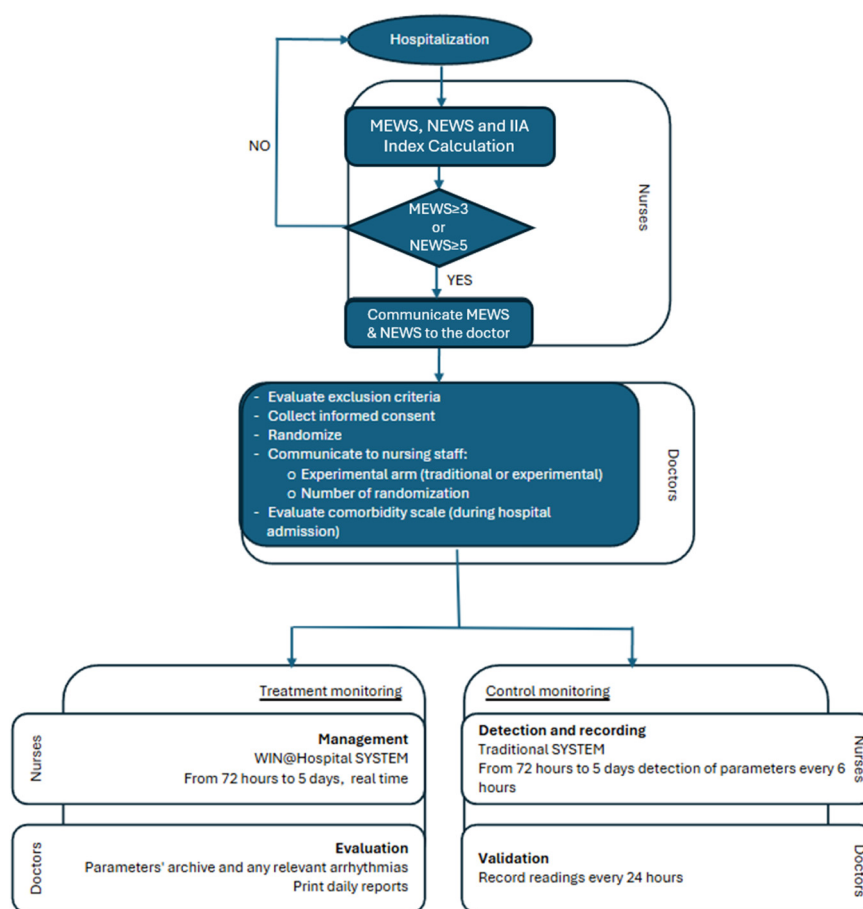 Hospitalization
MEWS, NEWS and IIA
Index Calculation
NO
MEWS≥3
or
NEWS≥5
Nurses
YES
Communicate MEWS
& NEWS to the doctor
- Evaluate exclusion criteria
- Collect informed consent
- Randomize
- Communicate to nursing staff:
o Experimental arm (traditional or experimental)
o Number of randomization
- Evaluate comorbidity scale (during hospital
admission)
Doctors
Treatment monitoring
Nurses
Management
WIN@Hospital SYSTEM
From 72 hours to 5 days, real time
Doctors
Evaluation
Parameters' archive and any relevant arrhythmias
Print daily reports
Control monitoring
Detection and recording
Traditional SYSTEM
From 72 hours to 5 days detection of parameters every 6
hours
Nurses
Validation
Record readings every 24 hours
Doctors